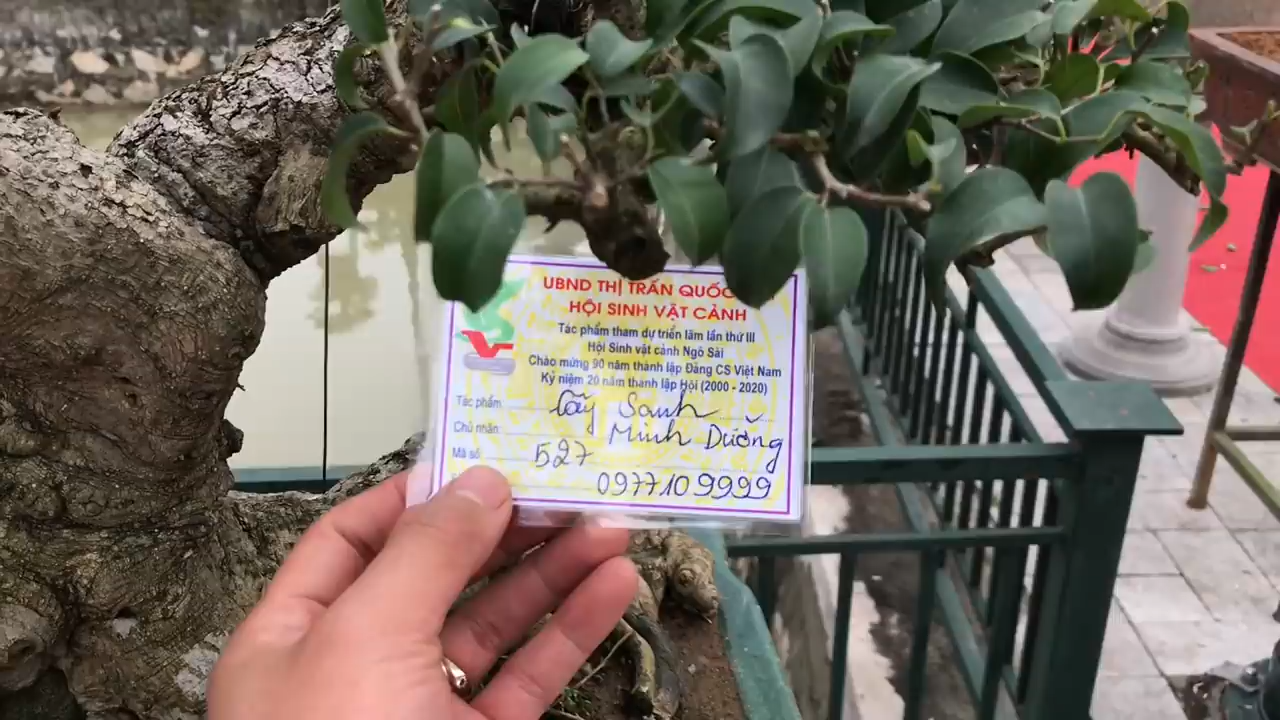 UBND THỊ TRẤN QUỐC
HỘI SINH VẬT CẢNH
Tác phẩm tham dự triển lãm lần thứ III
Hội Sinh vật cảnh Ngô Sài
Chào mừng 90 năm thành lập Đảng CS Việt Nam
Kỷ niệm 20 năm thành lập Hội (2000 - 2020)
Tác phẩm: Cây Sanh
Chủ nhân: Minh Dưỡng
Mã số: 527
0977109999